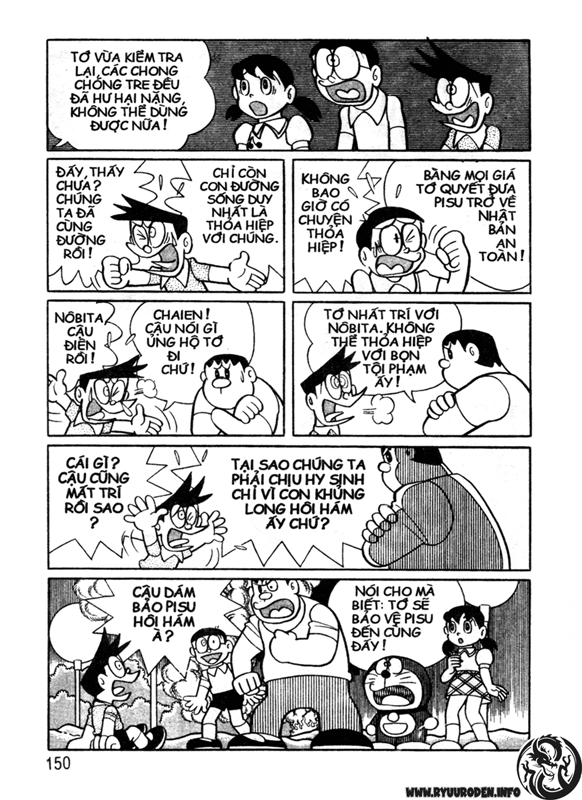 TỚ VỪA KIỂM TRA
LẠI, CÁC CHONG
CHÓNG TRE ĐỀU
ĐÃ HƯ HẠI NẶNG,
KHÔNG THỂ DÙNG
ĐƯỢC NỮA!
ĐẤY, THẤY
CHƯA?
CHÚNG
TA ĐÃ
CÙNG
ĐƯỜNG
RỒI!
CHỈ CÒN
CON ĐƯỜNG
SỐNG DUY
NHẤT LÀ
THỎA HIỆP
VỚI CHÚNG.
KHÔNG
BAO
GIỜ CÓ
CHUYỆN
THỎA
HIỆP!
BẰNG MỌI GIÁ
TỚ QUYẾT ĐƯA
PISU TRỞ VỀ
NHẬT
BẢN
AN
TOÀN!
NÔBITA,
CẬU
ĐIÊN
RỒI!
CHAIEN!
CẬU NÓI GÌ
ỦNG HỘ TỚ
ĐI
CHỨ!
TỚ NHẤT TRÍ VỚI
NÔBITA. KHÔNG
THỂ THỎA HIỆP
VỚI BỌN
TỘI PHẠM
ẤY!
CÁI GÌ?
CẬU CŨNG
MẤT TRÍ
RỒI SAO
?
TẠI SAO CHÚNG TA
PHẢI CHỊU HY SINH
CHỈ VÌ CON KHỦNG
LONG HÔI HÁM
ẤY CHỨ?
CẬU DÁM
BẢO PISU
HÔI HÁM
À?
NÓI CHO MÀ
BIẾT: TỚ SẼ
BẢO VỆ PISU
ĐẾN CÙNG
ĐẤY!
150
WWW.RYUURODEN.INFO